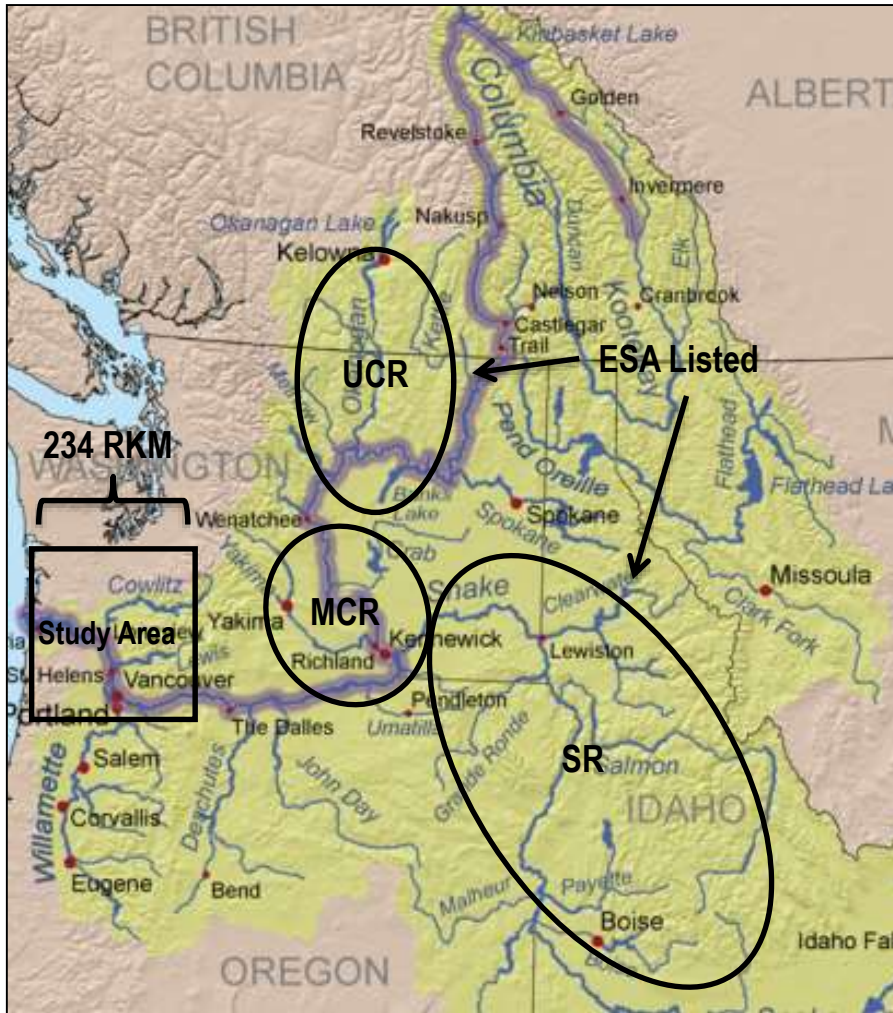 BRITISH
COLUMBIA
Kinbasket Lake
ALBERT
Columbia
Golden
Revelstoke
Invermere
Okanagan Lake
Nakusp
Duncan
Elk
Kelowna
Kettle
Nelson
Cranbrook
Kootenay
Castlegar
Trail
ESA Listed
UCR
Okanagan
234 RKM
WASHINGTON
Pend Oreille
Flathead
Flathead La
Banks
Lake
Spokane
Spokane
Wenatchee
Crab
Yakima
Snake
Clearwater
Missoula
Clark Fork
Cowlitz
MCR
Yakima
Study Area
Kennewick
Richland
Lewiston
Lewis
St Helens
Vancouver
Portland
The Dalles
Pendleton
Umatilla
Grande Ronde
SR
Salmon
Salem
IDAHO
Willamette
Deschutes
John Day
Corvallis
Eugene
Bend
Malheur
Payette
Boise
Idaho Fal
OREGON